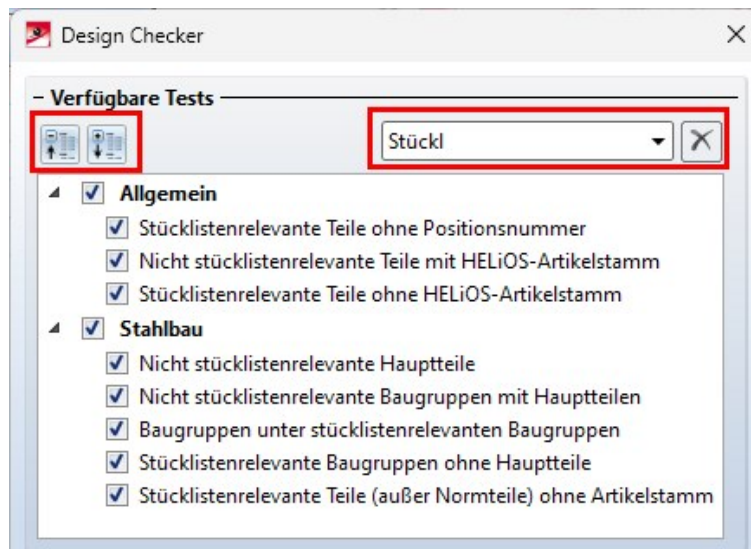 Design Checker
Verfügbare Tests
Stückl
Allgemein
Stücklistenrelevante Teile ohne Positionsnummer
Nicht stücklistenrelevante Teile mit HELiOS-Artikelstamm
Stücklistenrelevante Teile ohne HELiOS-Artikelstamm
Stahlbau
Nicht stücklistenrelevante Hauptteile
Nicht stücklistenrelevante Baugruppen mit Hauptteilen
Baugruppen unter stücklistenrelevanten Baugruppen
Stücklistenrelevante Baugruppen ohne Hauptteile
Stücklistenrelevante Teile (außer Normteile) ohne Artikelstamm